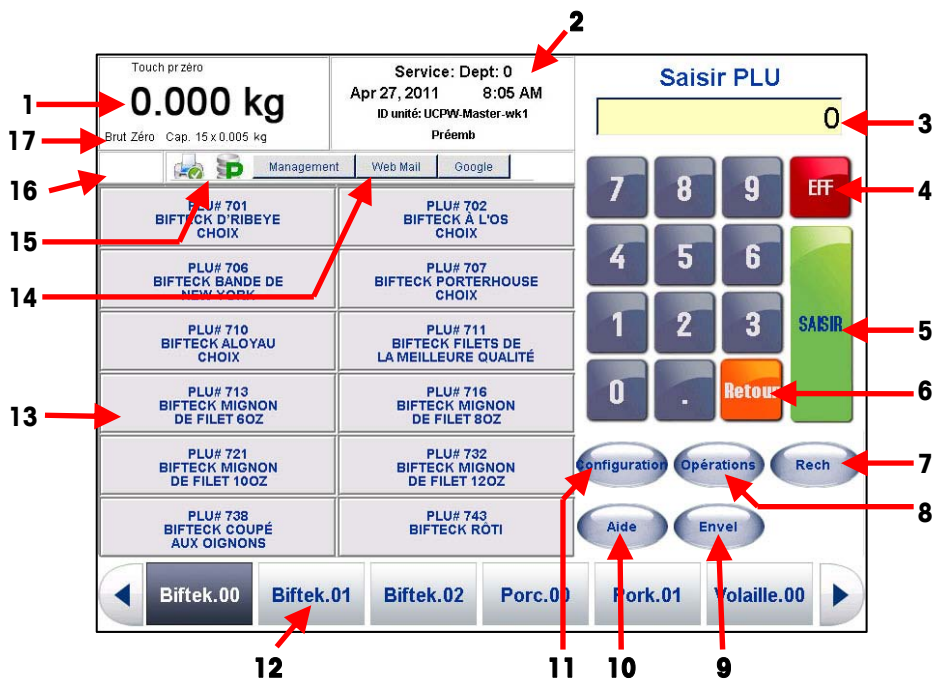 2
Touch pr zéro
0.000 kg
Brut Zéro Cap. 15 x 0.005 kg
Service: Dept: 0
Apr 27, 2011 8:05 AM
ID unité: UCPW-Master-wk1
Préemb
Saisir PLU
0
1
17
3
16
Management
Web Mail
Google
7
8
9
EFF
4
15
PLU# 701
BIFTECK D'RIBEYE
CHOIX
PLU# 702
BIFTECK À L'OS
CHOIX
4
5
6
14
PLU# 706
BIFTECK BANDE DE
NEW YORK
PLU# 707
BIFTECK PORTERHOUSE
CHOIX
1
2
3
SAISIR
5
PLU# 710
BIFTECK ALOYAU
CHOIX
PLU# 711
BIFTECK FILETS DE
LA MEILLEURE QUALITÉ
0
.
Retour
6
13
PLU# 713
BIFTECK MIGNON
DE FILET 6OZ
PLU# 716
BIFTECK MIGNON
DE FILET 8OZ
PLU# 721
BIFTECK MIGNON
DE FILET 10OZ
PLU# 732
BIFTECK MIGNON
DE FILET 12OZ
Configuration
Opérations
Rech
7
8
PLU# 738
BIFTECK COUPÉ
AUX OIGNONS
PLU# 743
BIFTECK RÔTI
Aide
Envel
Biftek.00
Biftek.01
Biftek.02
Porc.00
Pork.01
Volaille.00
12
11
10
9